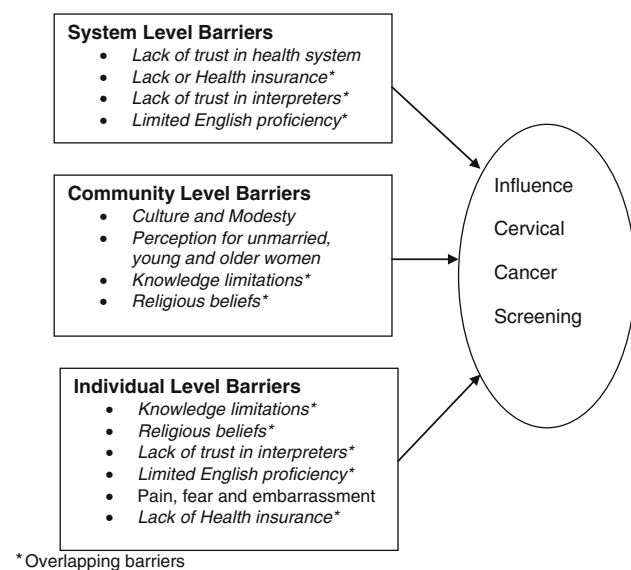 System Level Barriers
• Lack of trust in health system
• Lack or Health insurance*
• Lack of trust in interpreters*
• Limited English proficiency*
Community Level Barriers
• Culture and Modesty
• Perception for unmarried,
young and older women
• Knowledge limitations*
• Religious beliefs*
Individual Level Barriers
• Knowledge limitations*
• Religious beliefs*
• Lack of trust in interpreters*
• Limited English proficiency*
• Pain, fear and embarrassment
• Lack of Health insurance*
Influence
Cervical
Cancer
Screening
* Overlapping barriers